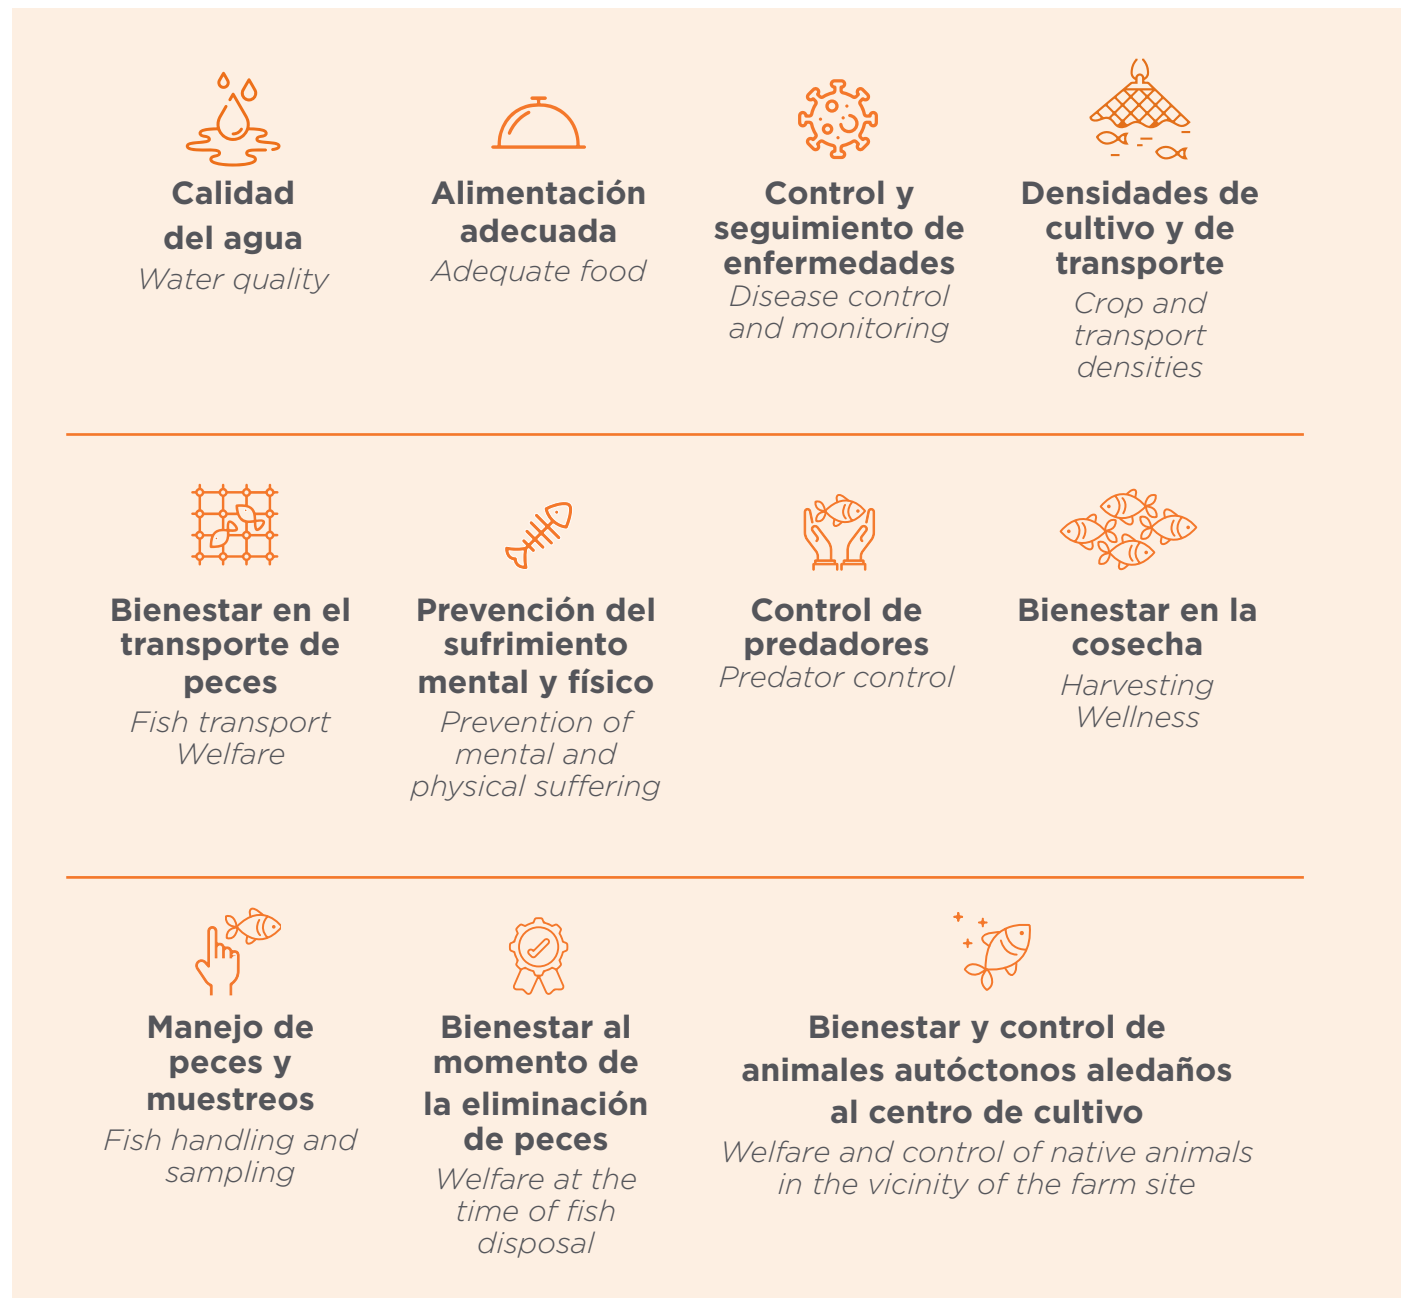 Calidad
del agua
Water quality
Alimentación
adecuada
Adequate food
Control y
seguimiento de
enfermedades
Disease control
and monitoring
Densidades de
cultivo y de
transporte
Crop and
transport
densities
Bienestar en el
transporte de
peces
Fish transport
Welfare
Prevención del
sufrimiento
mental y físico
Prevention of
mental and
physical suffering
Control de
predadores
Predator control
Bienestar en la
cosecha
Harvesting
Wellness
Manejo de
peces y
muestreos
Fish handling and
sampling
Bienestar al
momento de
la eliminación
de peces
Welfare at the
time of fish
disposal
Bienestar y control de
animales autóctonos aledaños
al centro de cultivo
Welfare and control of native animals
in the vicinity of the farm site